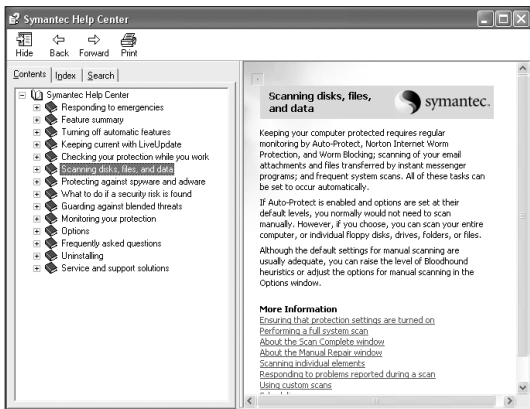 Symantec Help Center
Hide Back Forward Print
Contents Index Search
Symantec Help Center
Responding to emergencies
Feature summary
Turning off automatic features
Keeping current with LiveUpdate
Checking your protection while you work
Scanning disks, files, and data
Protecting against spyware and adware
What to do if a security risk is found
Guarding against blended threats
Monitoring your protection
Options
Frequently asked questions
Uninstalling
Service and support solutions
Scanning disks, files,
and data
symantec.
Keeping your computer protected requires regular
monitoring by Auto-Protect, Norton Internet Worm
Protection, and Worm Blocking; scanning of your email
attachments and files transferred by instant messenger
programs; and frequent system scans. All of these tasks can
be set to occur automatically.
If Auto-Protect is enabled and options are set at their
default levels, you normally would not need to scan
manually. However, if you choose, you can scan your entire
computer, or individual floppy disks, drives, folders, or files.
Although the default settings for manual scanning are
usually adequate, you can raise the level of Bloodhound
heuristics or adjust the options for manual scanning in the
Options window.
More Information
Ensuring that protection settings are turned on
Performing a full system scan
About the Scan Complete window
About the Manual Repair window
Scanning individual elements
Responding to problems reported during a scan
Using custom scans